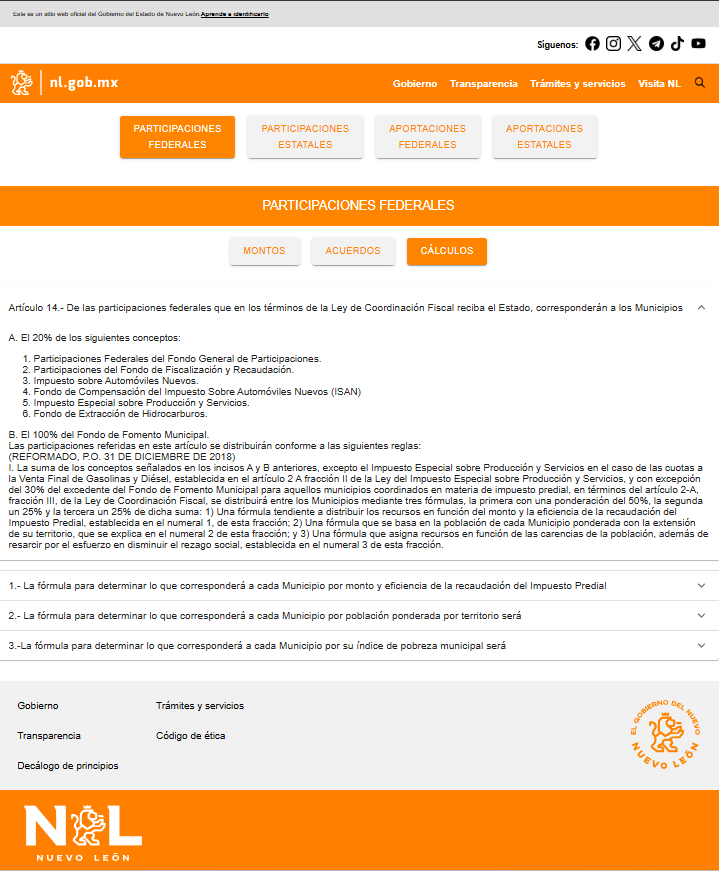 Este es un sitio web oficial del Gobierno del Estado de Nuevo León.Aprende a identificarlo
Síguenos:
nl.gob.mx
Gobierno Transparencia Trámites y servicios Visita NL
PARTICIPACIONES FEDERALES
PARTICIPACIONES ESTATALES
APORTACIONES FEDERALES
APORTACIONES ESTATALES
PARTICIPACIONES FEDERALES
MONTOS ACUERDOS CÁLCULOS
Artículo 14.- De las participaciones federales que en los términos de la Ley de Coordinación Fiscal reciba el Estado, corresponderán a los Municipios
A. El 20% de los siguientes conceptos:
1. Participaciones Federales del Fondo General de Participaciones.
2. Participaciones del Fondo de Fiscalización y Recaudación.
3. Impuesto sobre Automóviles Nuevos.
4. Fondo de Compensación del Impuesto Sobre Automóviles Nuevos (ISAN)
5. Impuesto Especial sobre Producción y Servicios.
6. Fondo de Extracción de Hidrocarburos.
B. El 100% del Fondo de Fomento Municipal.
Las participaciones referidas en este artículo se distribuirán conforme a las siguientes reglas:
(REFORMADO, P.O. 31 DE DICIEMBRE DE 2018)
I. La suma de los conceptos señalados en los incisos A y B anteriores, excepto el Impuesto Especial sobre Producción y Servicios en el caso de las cuotas a
la Venta Final de Gasolinas y Diésel, establecida en el artículo 2 A fracción II de la Ley del Impuesto Especial sobre Producción y Servicios, y con excepción
del 30% del excedente del Fondo de Fomento Municipal para aquellos municipios coordinados en materia de impuesto predial, en términos del artículo 2-A,
fracción III, de la Ley de Coordinación Fiscal, se distribuirá entre los Municipios mediante tres fórmulas, la primera con una ponderación del 50%, la segunda
un 25% y la tercera un 25% de dicha suma: 1) Una fórmula tendiente a distribuir los recursos en función del monto y la eficiencia de la recaudación del
Impuesto Predial, establecida en el numeral 1, de esta fracción; 2) Una fórmula que se basa en la población de cada Municipio ponderada con la extensión
de su territorio, que se explica en el numeral 2 de esta fracción; y 3) Una fórmula que asigna recursos en función de las carencias de la población, además de
resarcir por el esfuerzo en disminuir el rezago social, establecida en el numeral 3 de esta fracción.
1.- La fórmula para determinar lo que corresponderá a cada Municipio por monto y eficiencia de la recaudación del Impuesto Predial
2.- La fórmula para determinar lo que corresponderá a cada Municipio por población ponderada por territorio será
3.-La fórmula para determinar lo que corresponderá a cada Municipio por su índice de pobreza municipal será
Gobierno Trámites y servicios
Transparencia Código de ética
Decálogo de principios
EL GOBIERNO DEL NUEVO NUEVO LEÓN
NL
NUEVO LEÓN